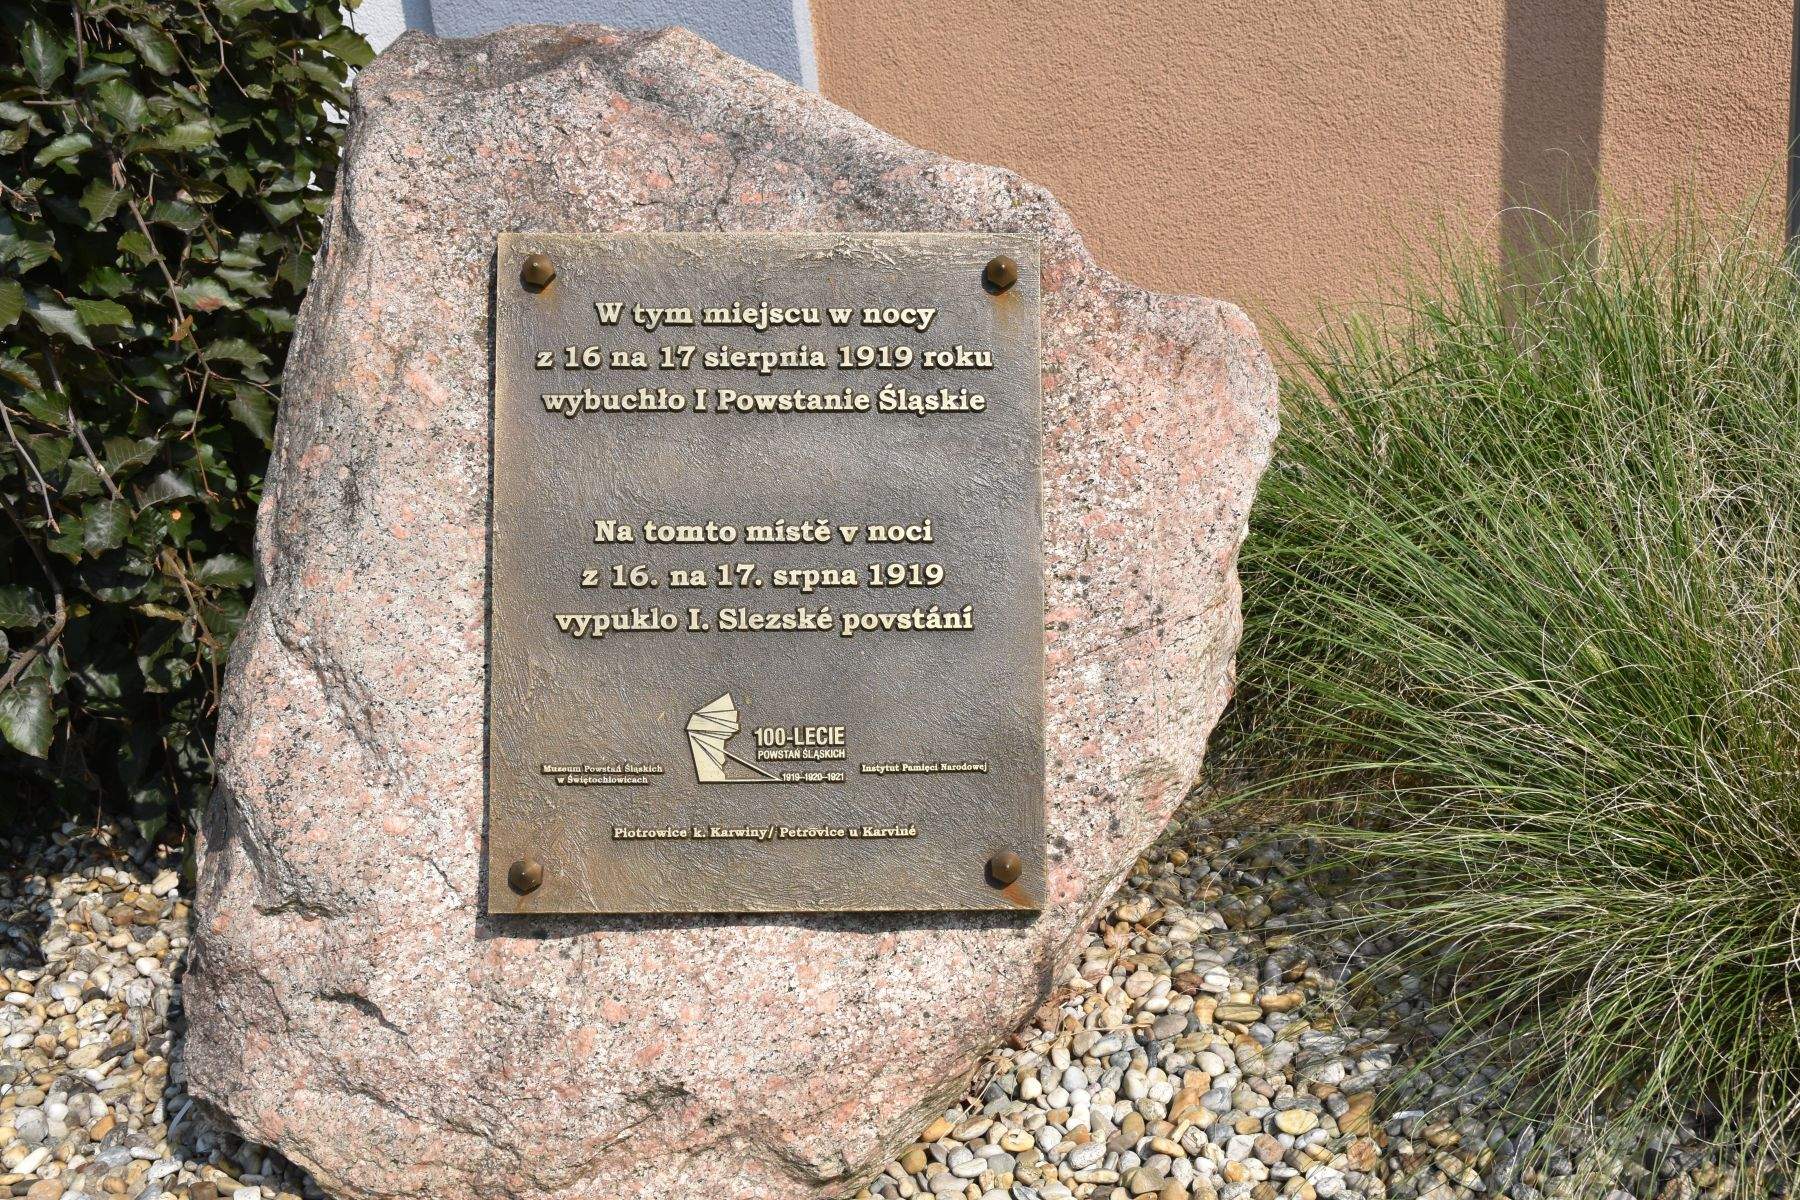 W tym miejscu w nocy
z 16 na 17 sierpnia 1919 roku
wybuchło I Powstanie Śląskie
Na tomto místě v noci
z 16. na 17. srpna 1919
vypuklo I. Slezské povstání
100-LECIE
POWSTAŃ ŚLĄSKICH
1919-1920-1921
Muzeum Powstań Śląskich
w Świętochłowicach
Instytut Pamięci Narodowej
Piotrowice k. Karwiny/ Petrovice u Karviné